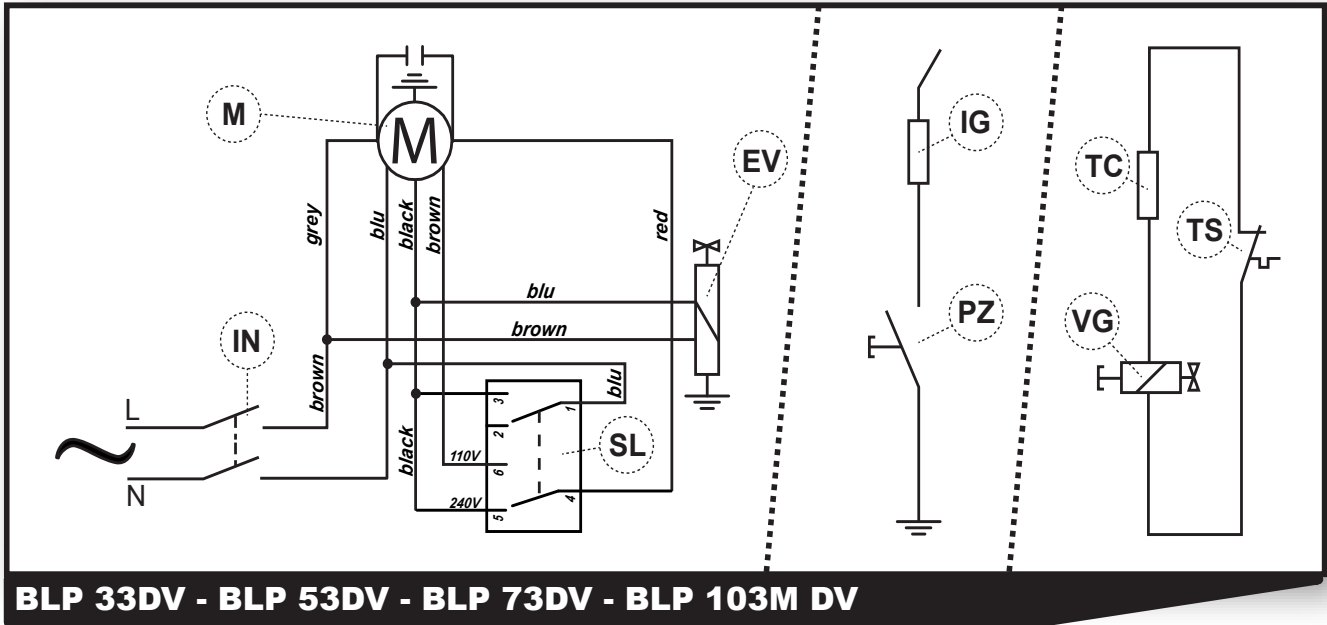 M
M
EV
grey
blu
black
brown
red
blu
brown
IN
brown
L
N
black
blu
3
1
2
6
4
5
110V
240V
SL
IG
PZ
TC
TS
VG
BLP 33DV - BLP 53DV - BLP 73DV - BLP 103M DV